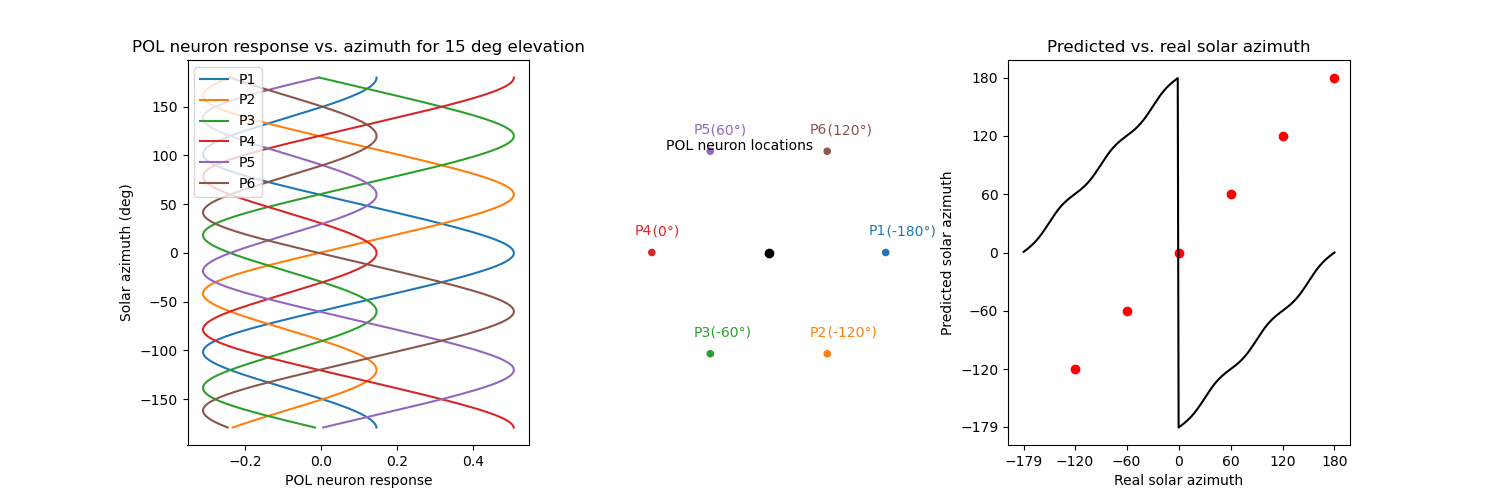 POL neuron response vs. azimuth for 15 deg elevation
P1
P2
P3
P4
P5
P6
150
100
50
0
−50
−100
−150
Solar azimuth (deg)
−0.2
0.0
0.2
0.4
POL neuron response
P5(60°)
P6(120°)
POL neuron locations
P4(0°)
P1(-180°)
P3(-60°)
P2(-120°)
Predicted vs. real solar azimuth
180
120
60
0
−60
−120
−179
Predicted solar azimuth
−179
−120
−60
0
60
120
180
Real solar azimuth